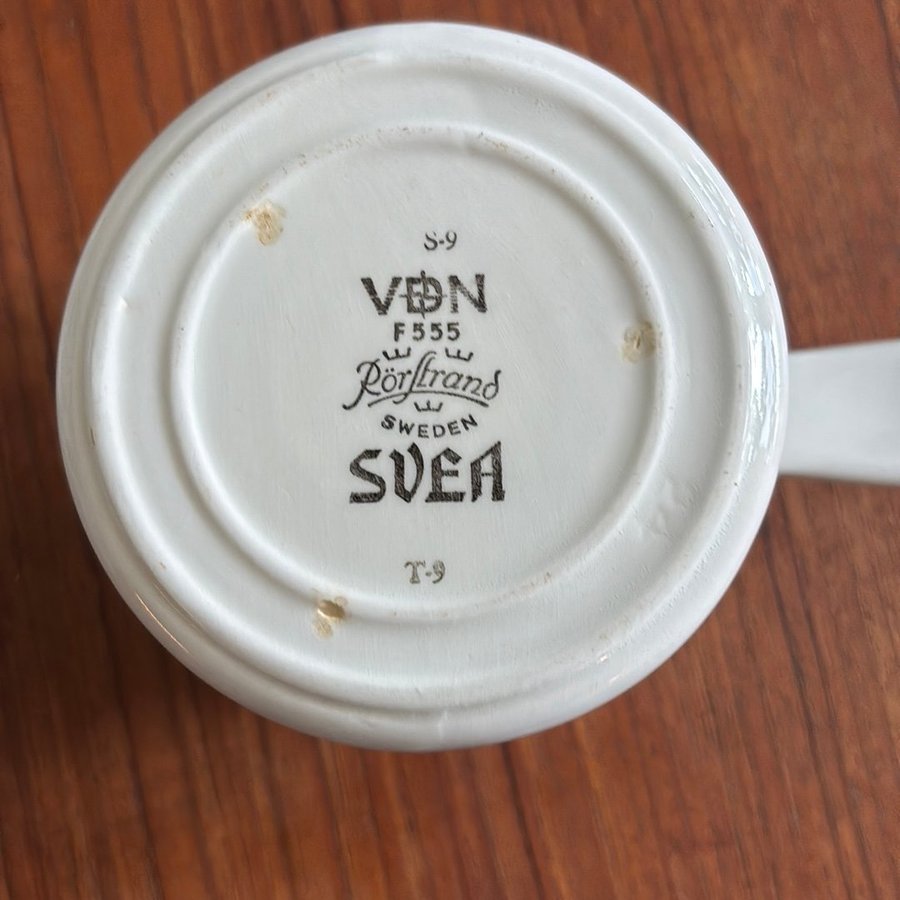 S-9
VDN
F555
Rörstrand
SWEDEN
SVEA
T-9